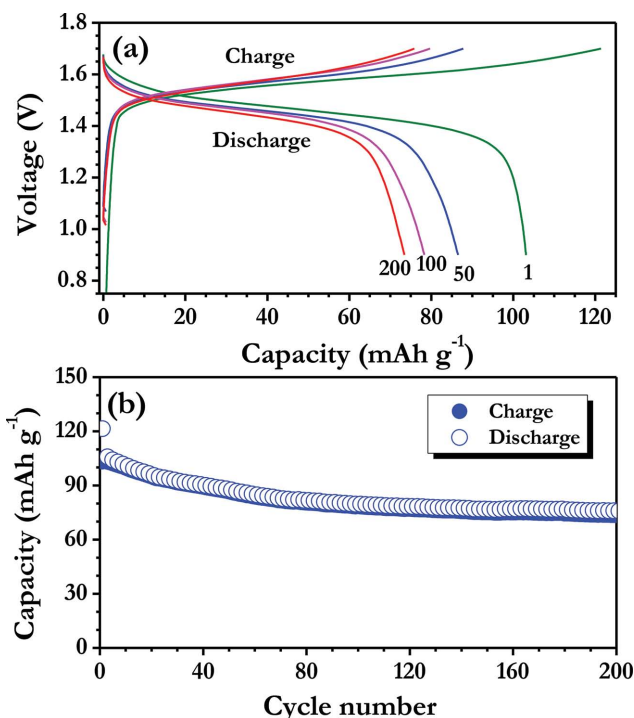 (a)
Charge
Discharge
200 100 50 1
1.8
1.6
1.4
1.2
1.0
0.8
Voltage (V)
0 20 40 60 80 100 120
Capacity (mAh g⁻¹)
(b)
Charge
Discharge
150
120
90
60
30
0
Capacity (mAh g⁻¹)
0 40 80 120 160 200
Cycle number